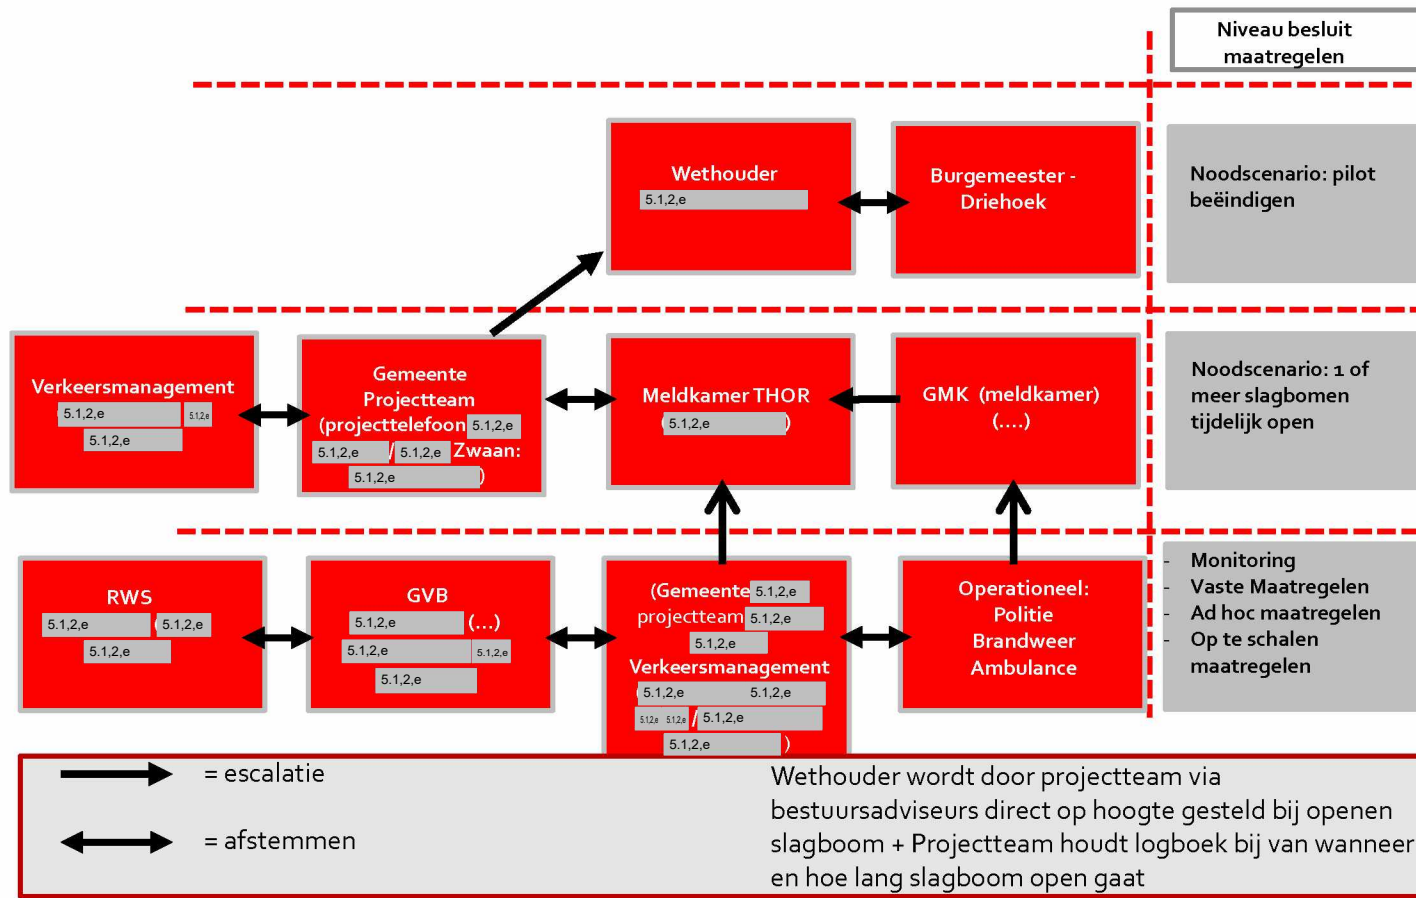 Niveau besluit
maatregelen
Wethouder
5.1,2,e
Burgemeester -
Driehoek
Noodscenario: pilot
beëindigen
Verkeersmanagement
( 5.1,2,e 5.1,2,e
5.1,2,e
Gemeente
Projectteam
(projecttelefoon 5.1,2,e
5.1,2,e / 5.1,2,e Zwaan:
5.1,2,e )
Meldkamer THOR
( 5.1,2,e )
GMK (meldkamer)
(....)
Noodscenario: 1 of
meer slagbomen
tijdelijk open
RWS
5.1,2,e ( 5.1,2,e
5.1,2,e
GVB
5.1,2,e (...)
5.1,2,e 5.1,2,e
5.1,2,e
(Gemeente 5.1,2,e
projectteam 5.1,2,e
5.1,2,e
Verkeersmanagement
( 5.1,2,e 5.1,2,e
5.1,2,e 5.1,2,e / 5.1,2,e
5.1,2,e )
Operationeel:
Politie
Brandweer
Ambulance
- Monitoring
- Vaste Maatregelen
- Ad hoc maatregelen
- Op te schalen
maatregelen
= escalatie
= afstemmen
Wethouder wordt door projectteam via
bestuursadviseurs direct op hoogte gesteld bij openen
slagboom + Projectteam houdt logboek bij van wanneer
en hoe lang slagboom open gaat